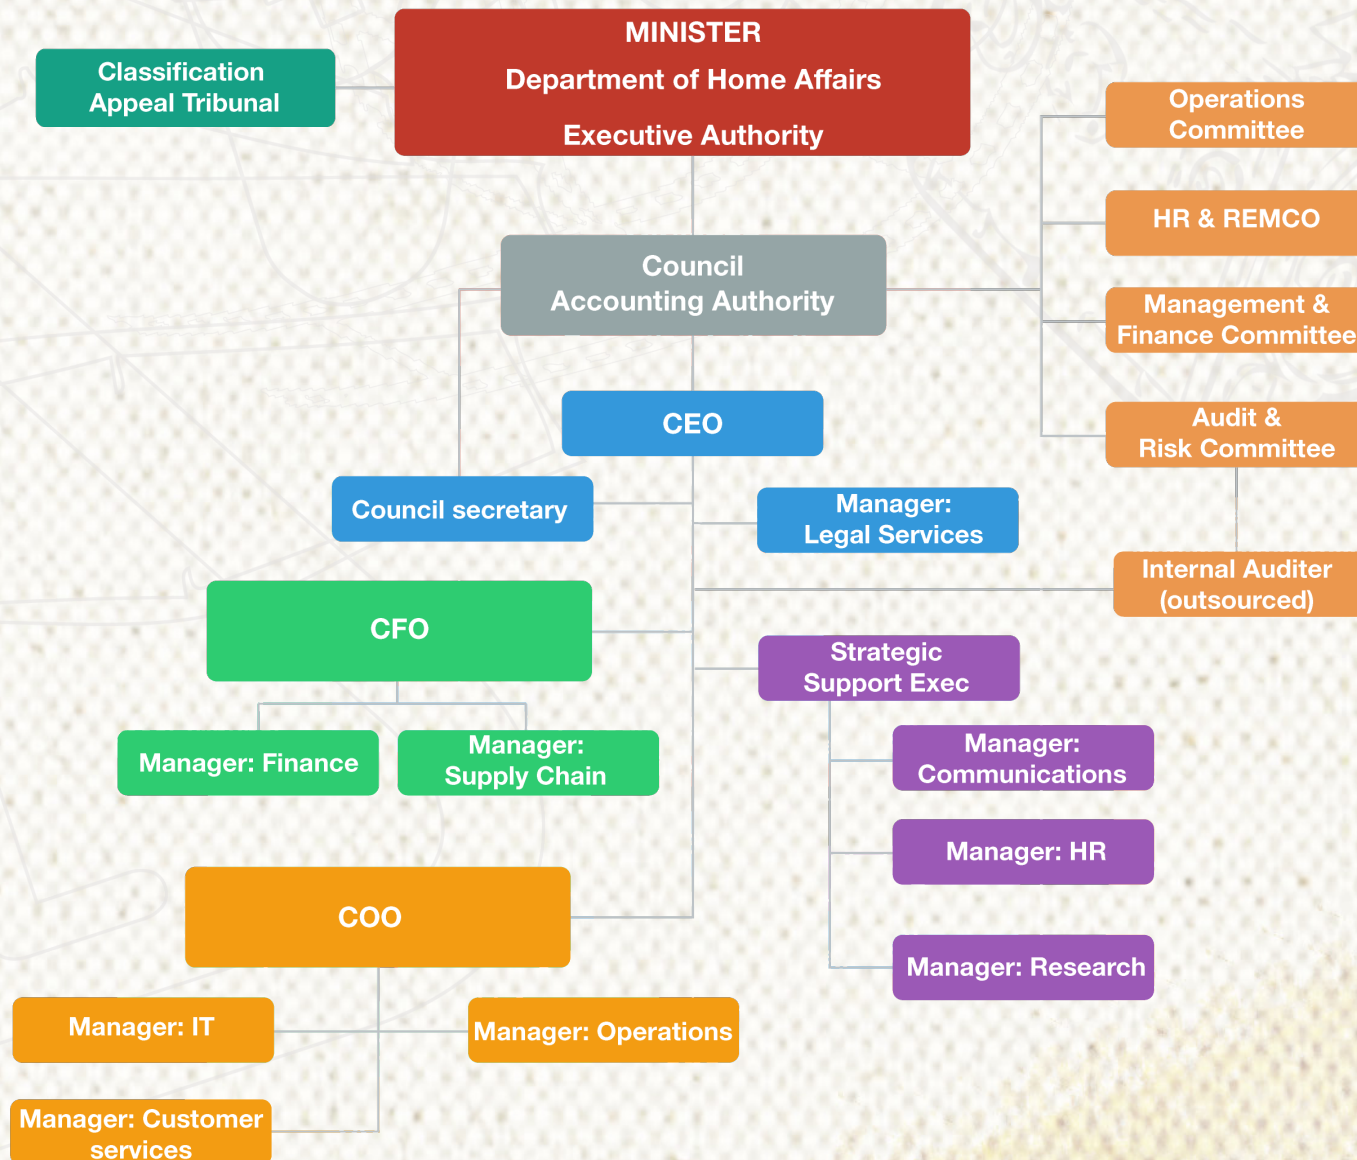 MINISTER
Department of Home Affairs
Executive Authority
Classification
Appeal Tribunal
Operations
Committee
HR & REMCO
Council
Accounting Authority
Management &
Finance Committee
CEO
Audit &
Risk Committee
Council secretary
Manager:
Legal Services
Internal Auditer
(outsourced)
CFO
Strategic
Support Exec
Manager: Finance
Manager:
Supply Chain
Manager:
Communications
Manager: HR
COO
Manager: Research
Manager: IT
Manager: Operations
Manager: Customer
services